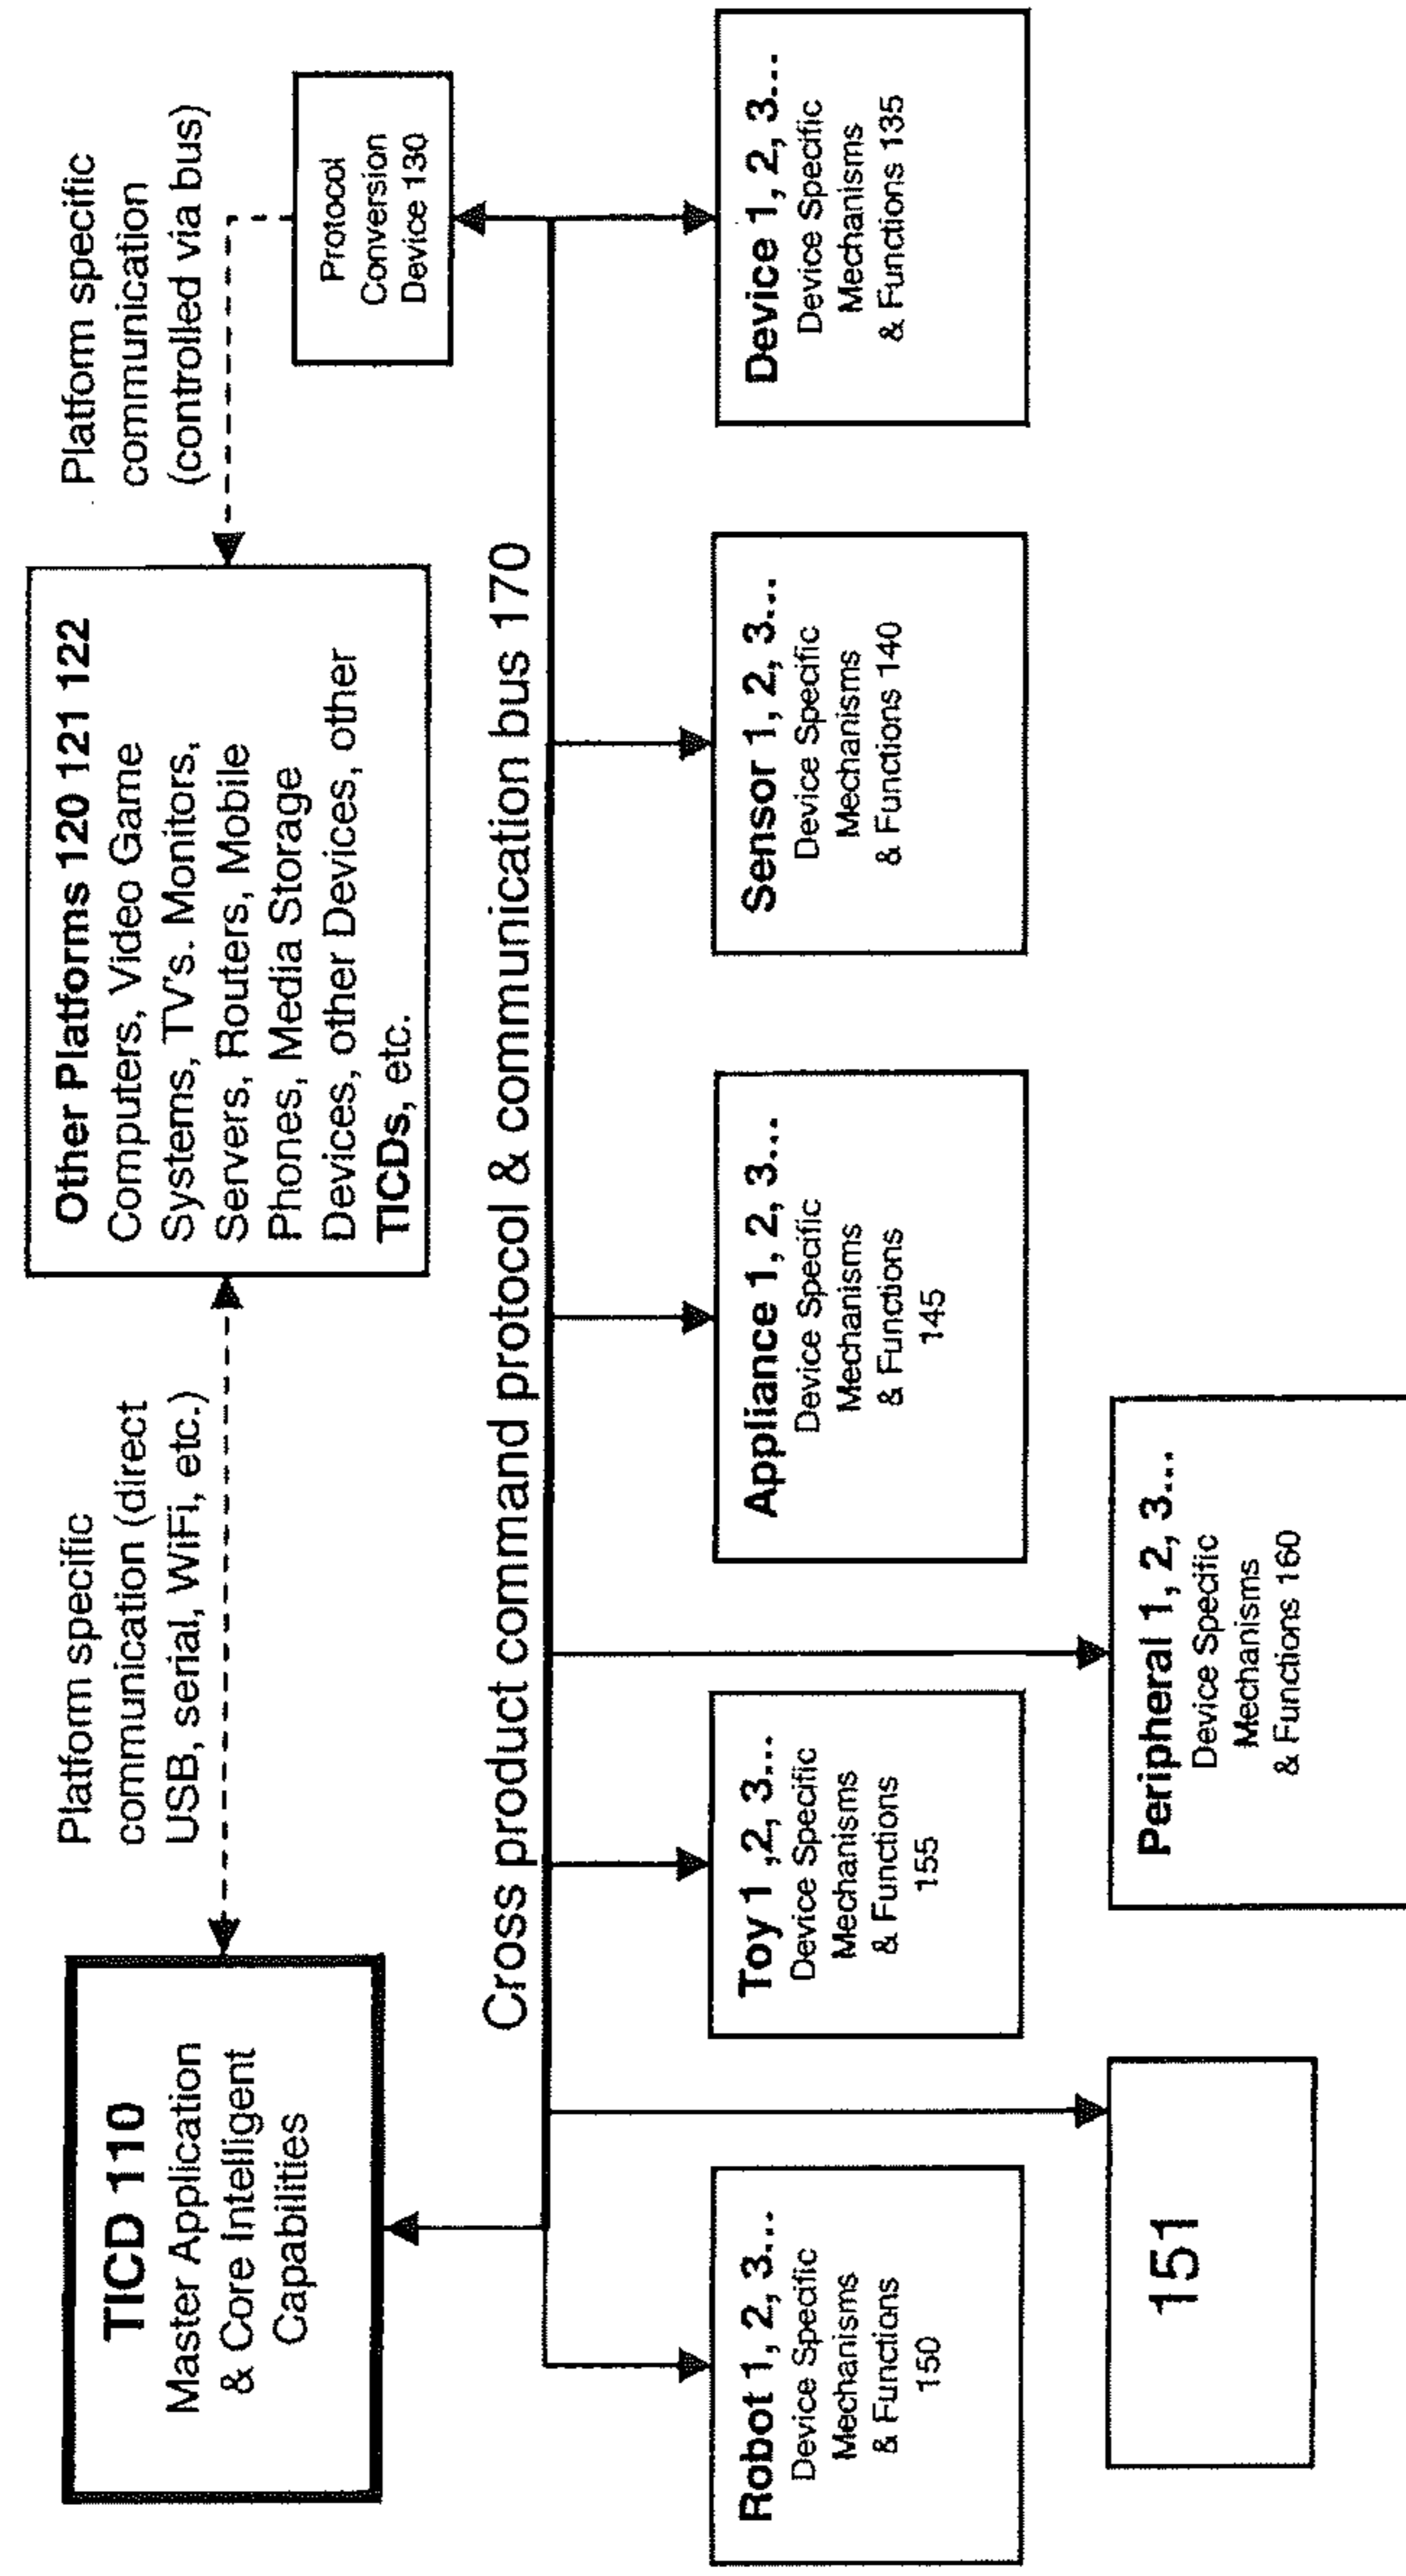 TICD 110
Master Application
& Core Intelligent
Capabilities
Platform specific
communication (direct
USB, serial, WiFi, etc.)
Other Platforms 120 121 122
Computers, Video Game
Systems, TV's. Monitors,
Servers, Routers, Mobile
Phones, Media Storage
Devices, other Devices, other
TICDs, etc.
Platform specific
communication
(controlled via bus)
Protocol
Conversion
Device 130
Cross product command protocol & communication bus 170
Robot 1, 2, 3...
Device Specific
Mechanisms
& Functions
150
Toy 1 ,2, 3...
Device Specific
Mechanisms
& Functions
155
Appliance 1, 2, 3...
Device Specific
Mechanisms
& Functions
145
Sensor 1, 2, 3...
Device Specific
Mechanisms
& Functions 140
Device 1, 2, 3...
Device Specific
Mechanisms
& Functions 135
151
Peripheral 1, 2, 3...
Device Specific
Mechanisms
& Functions 160